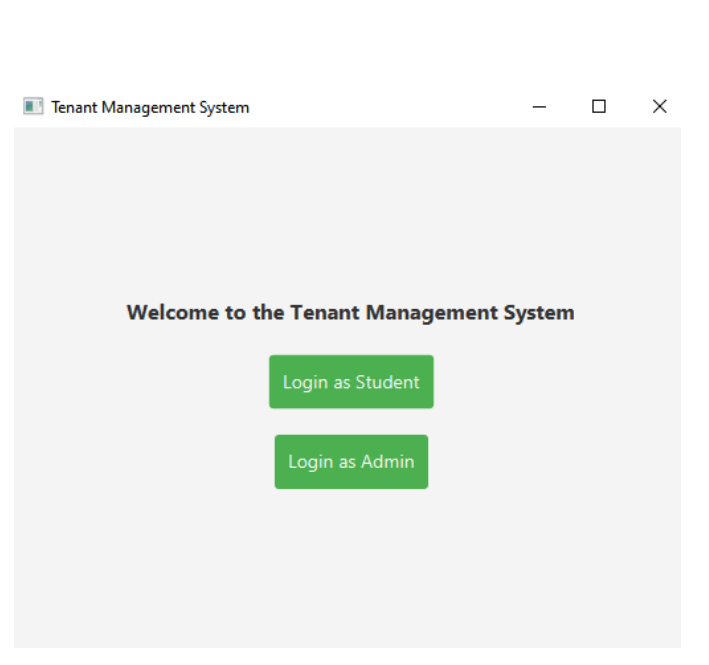 Tenant Management System
Welcome to the Tenant Management System
Login as Student
Login as Admin